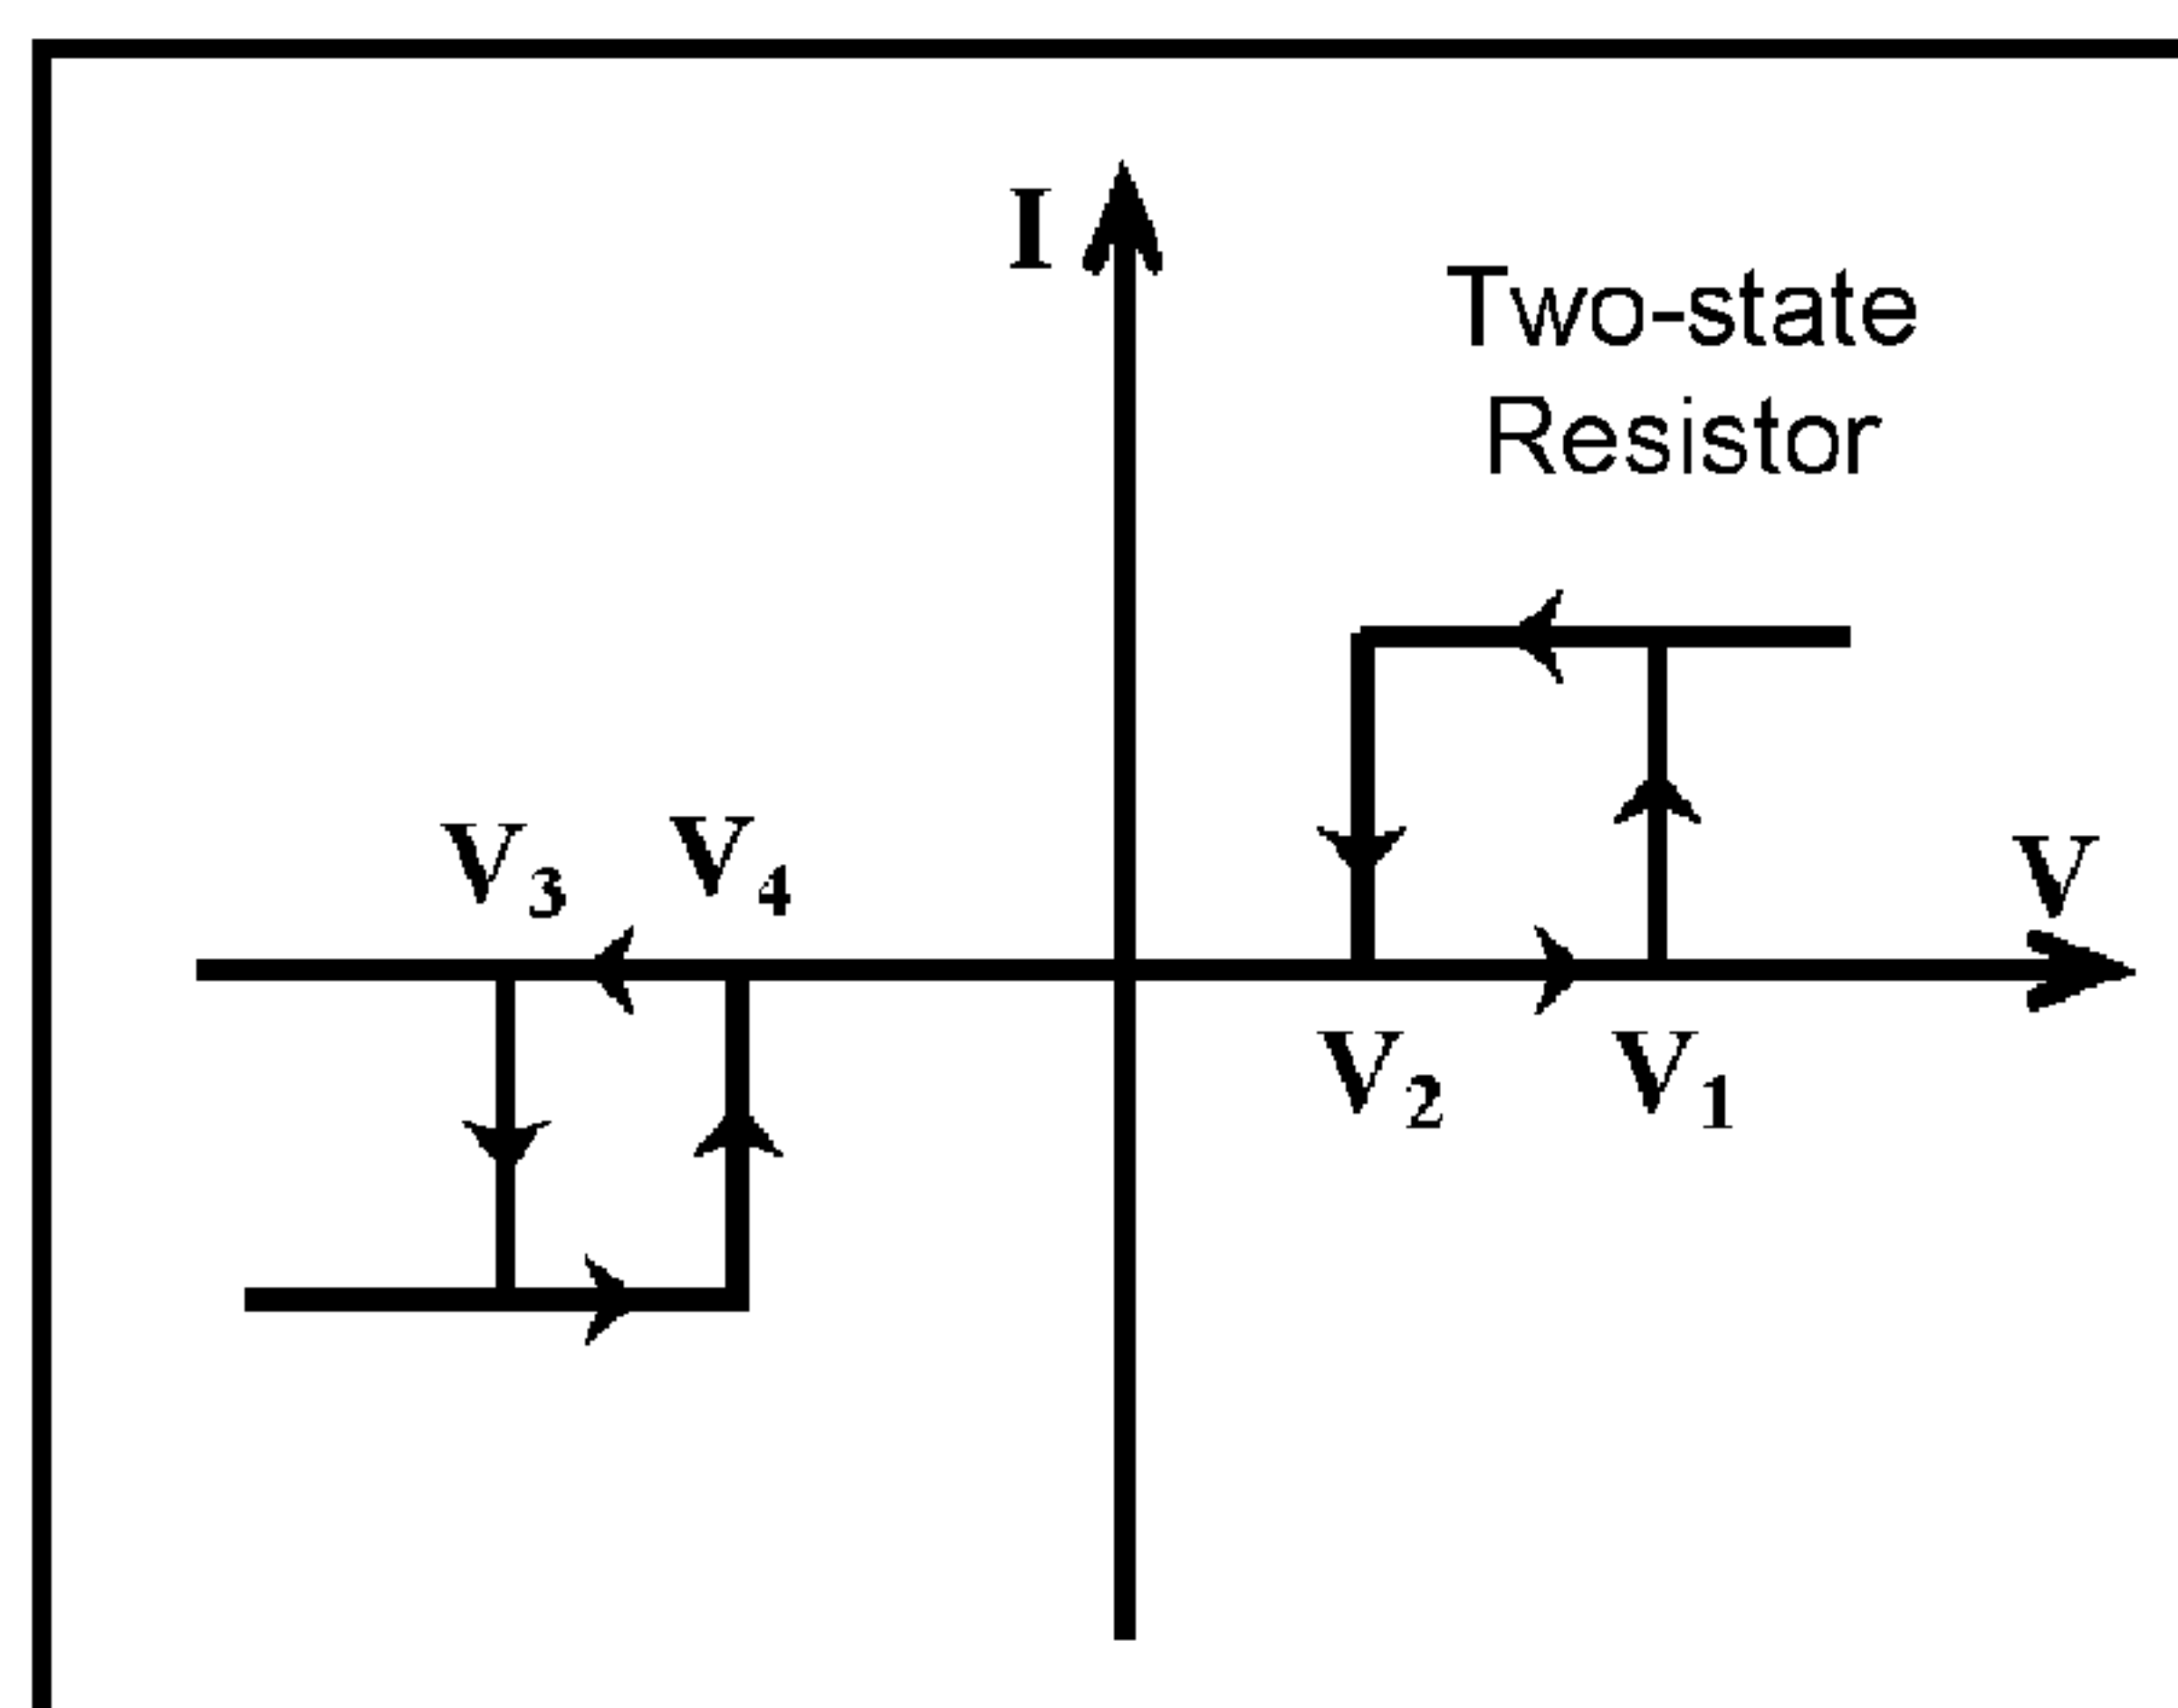 I
Two-state
Resistor
V₃
V₄
V
V₂
V₁